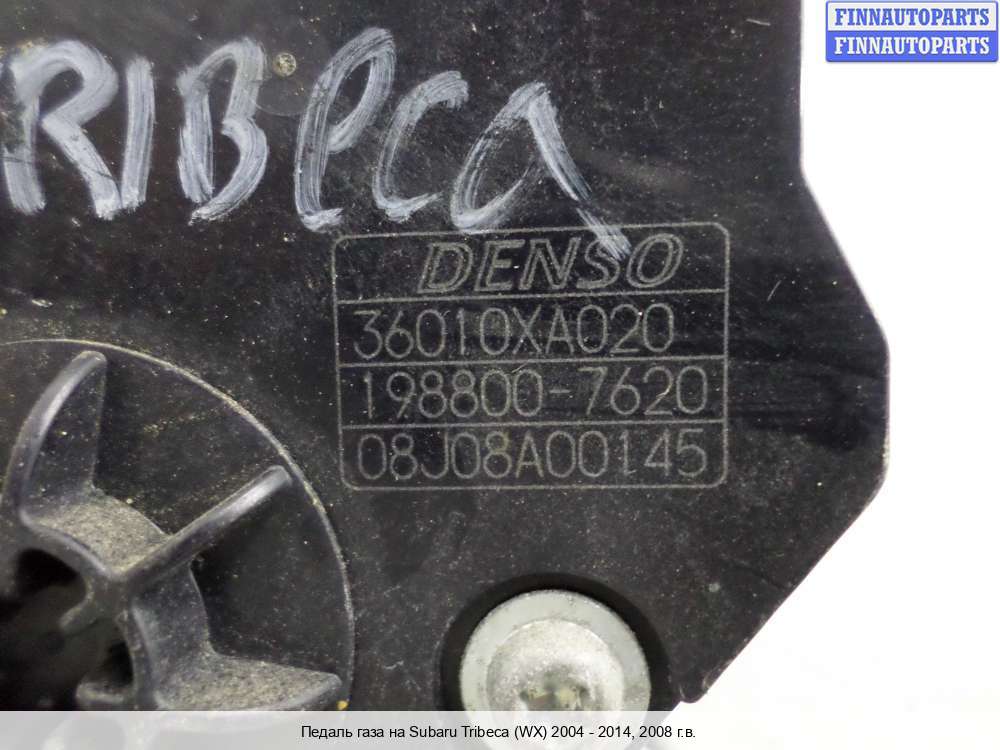 FINNAUTOPARTS
FINNAUTOPARTS
RIBeca
DENSO
36010XA020
198800-7620
08J08A00145
Педаль газа на Subaru Tribeca (WX) 2004 - 2014, 2008 г.в.